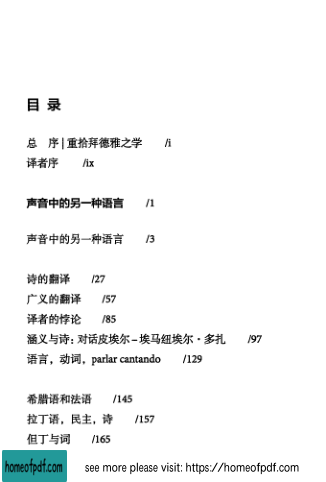 目 录
总 序 | 重拾拜德雅之学 /i
译者序 /ix
声音中的另一种语言 /1
声音中的另一种语言 /3
诗的翻译 /27
广义的翻译 /57
译者的悖论 /85
涵义与诗：对话皮埃尔－埃马纽埃尔·多扎 /97
语言，动词，parlar cantando /129
希腊语和法语 /145
拉丁语，民主，诗 /157
但丁与词 /165
homeofpdf.com see more please visit: https://homeofpdf.com